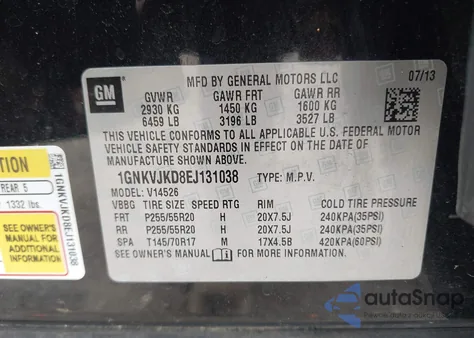 MFD BY GENERAL MOTORS LLC 07/13
GM
GVWR GAWR FRT GAWR RR
2930 KG 1450 KG 1600 KG
6459 LB 3196 LB 3527 LB
THIS VEHICLE CONFORMS TO ALL APPLICABLE U.S. FEDERAL MOTOR
VEHICLE SAFETY STANDARDS IN EFFECT ON THE DATE OF
MANUFACTURE SHOWN ABOVE.
1GNKVJKD8EJ131038 TYPE: M.P.V.
MODEL: V14526
VBBG TIRE SIZE SPEED RTG RIM COLD TIRE PRESSURE
FRT P255/55R20 H 20X7.5J 240KPA(35PSI)
RR P255/55R20 H 20X7.5J 240KPA(35PSI)
SPA T145/70R17 M 17X4.5B 420KPA(60PSI)
SEE OWNER'S MANUAL FOR MORE INFORMATION.
REAR 5
1332 lbs.
SEE OWNER'S
MANUAL FOR
ADDITIONAL
INFORMATION
1GNKVJKD8EJ131038
autoSnap